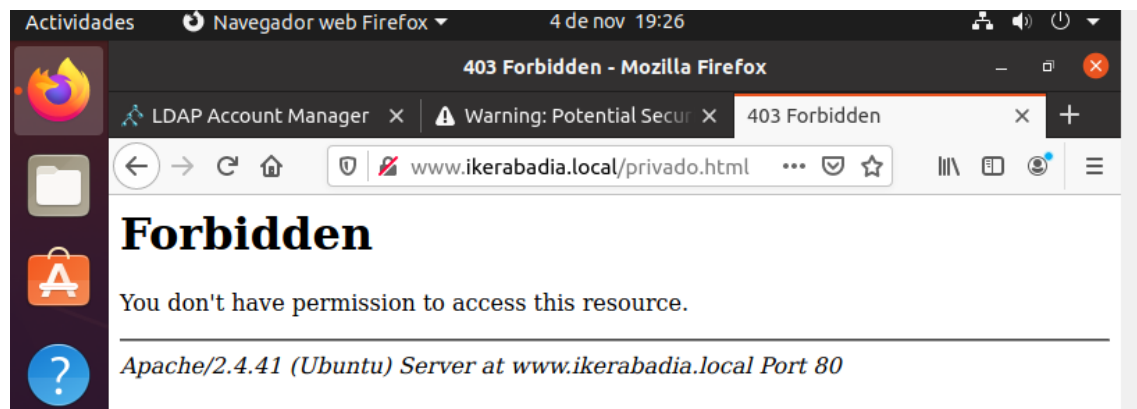 Actividades Navegador web Firefox 4 de nov 19:26
403 Forbidden - Mozilla Firefox
LDAP Account Manager Warning: Potential Secur 403 Forbidden
www.ikerabadia.local/privado.html
Forbidden
You don't have permission to access this resource.
Apache/2.4.41 (Ubuntu) Server at www.ikerabadia.local Port 80